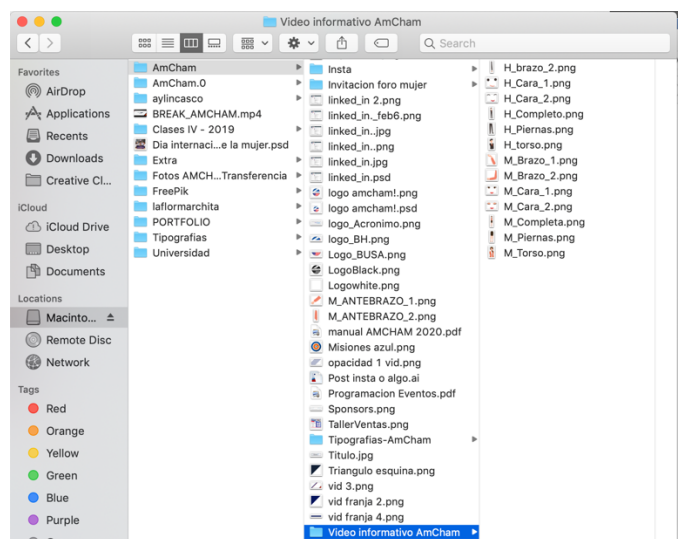 Video informativo AmCham
Search
Favorites
AirDrop
Applications
Recents
Downloads
Creative Cl...
iCloud
iCloud Drive
Desktop
Documents
Locations
Macinto...
Remote Disc
Network
Tags
Red
Orange
Yellow
Green
Blue
Purple
AmCham
AmCham.0
aylincasco
BREAK_AMCHAM.mp4
Clases IV - 2019
Dia internaci...e la mujer.psd
Extra
Fotos AMCH...Transferencia
FreePik
laflormarchita
PORTFOLIO
Tipografias
Universidad
Insta
Invitacion foro mujer
linked_in 2.png
linked_in._feb6.png
linked_in..jpg
linked_in..png
linked_in.jpg
linked_in.psd
logo amcham!.png
logo amcham!.psd
logo_Acronimo.png
logo_BH.png
Logo_BUSA.png
LogoBlack.png
Logowhite.png
M_ANTEBRAZO_1.png
M_ANTEBRAZO_2.png
manual AMCHAM 2020.pdf
Misiones azul.png
opacidad 1 vid.png
Post insta o algo.ai
Programacion Eventos.pdf
Sponsors.png
TallerVentas.png
Tipografias-AmCham
Titulo.jpg
Triangulo esquina.png
vid 3.png
vid franja 2.png
vid franja 4.png
Video informativo AmCham
H_brazo_2.png
H_Cara_1.png
H_Cara_2.png
H_Completo.png
H_Piernas.png
H_torso.png
M_Brazo_1.png
M_Brazo_2.png
M_Cara_1.png
M_Cara_2.png
M_Completa.png
M_Piernas.png
M_Torso.png